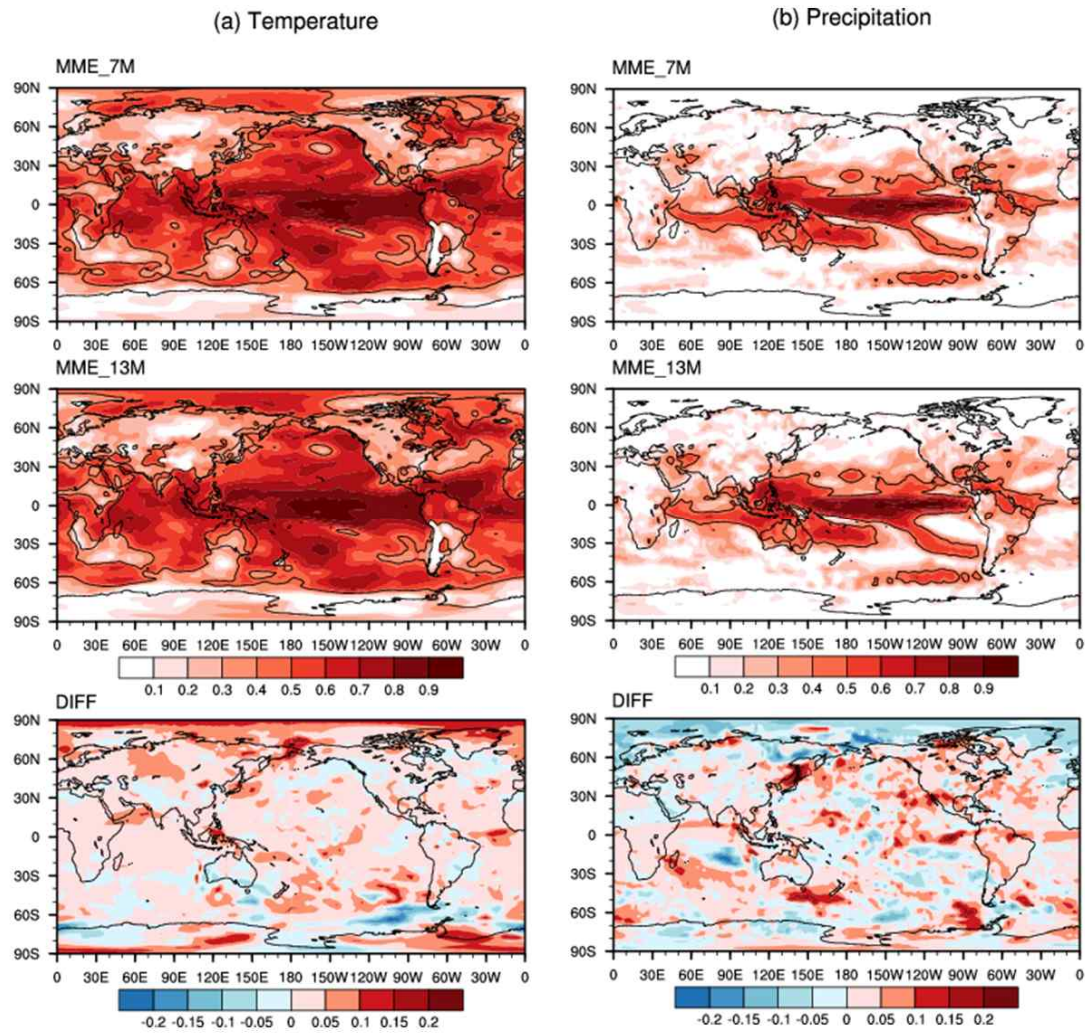 (a) Temperature
MME_7M
90N
60N
30N
0
30S
60S
90S
0 30E 60E 90E 120E 150E 180 150W 120W 90W 60W 30W 0
MME_13M
90N
60N
30N
0
30S
60S
90S
0 30E 60E 90E 120E 150E 180 150W 120W 90W 60W 30W 0
0.1 0.2 0.3 0.4 0.5 0.6 0.7 0.8 0.9
DIFF
90N
60N
30N
0
30S
60S
90S
0 30E 60E 90E 120E 150E 180 150W 120W 90W 60W 30W 0
-0.2 -0.15 -0.1 -0.05 0 0.05 0.1 0.15 0.2
(b) Precipitation
MME_7M
90N
60N
30N
0
30S
60S
90S
0 30E 60E 90E 120E 150E 180 150W 120W 90W 60W 30W 0
MME_13M
90N
60N
30N
0
30S
60S
90S
0 30E 60E 90E 120E 150E 180 150W 120W 90W 60W 30W 0
0.1 0.2 0.3 0.4 0.5 0.6 0.7 0.8 0.9
DIFF
90N
60N
30N
0
30S
60S
90S
0 30E 60E 90E 120E 150E 180 150W 120W 90W 60W 30W 0
-0.2 -0.15 -0.1 -0.05 0 0.05 0.1 0.15 0.2